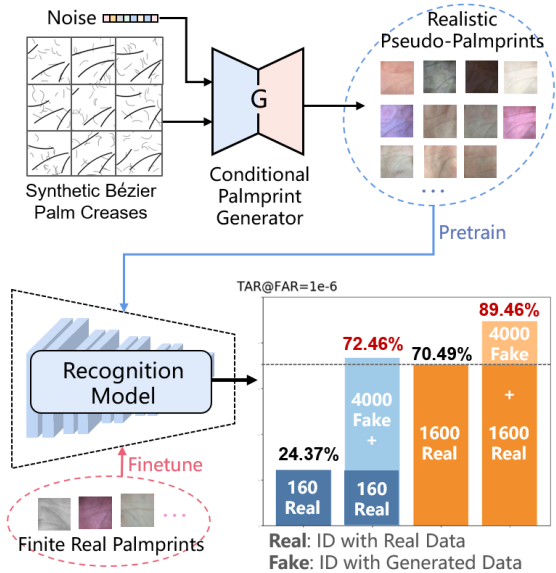 Noise
G
Synthetic Bézier
Palm Creases
Conditional
Palmprint
Generator
Realistic
Pseudo-Palmprints
Pretrain
Recognition
Model
Finetune
Finite Real Palmprints
TAR@FAR=1e-6
24.37%
160
Real
72.46%
4000
Fake
+
160
Real
70.49%
1600
Real
89.46%
4000
Fake
+
1600
Real
Real: ID with Real Data
Fake: ID with Generated Data